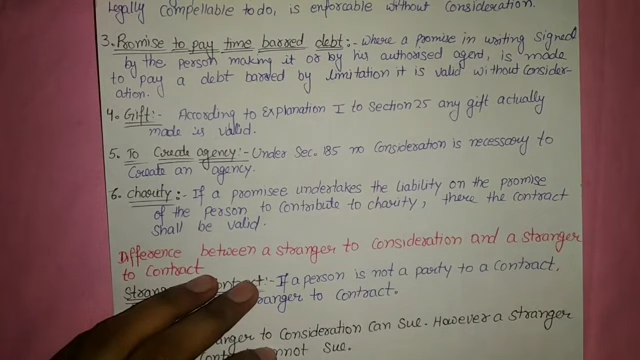 Legally compellable to do, is enforceable without Consideration.
3. Promise to pay time barred debt:- Where a promise in writing signed
by the person making it or by his authorised agent, is made
to pay a debt barred by limitation it is valid without Consider-
ation.
4. Gift:- According to Explanation I to Section 25 any gift actually
made is valid.
5. To Create agency:- Under Sec. 185 no Consideration is necessary to
Create an agency.
6. Charity:- If a promisee undertakes the liability on the promise
of the person to contribute to charity, there the contract
shall be valid.
Difference between a stranger to consideration and a stranger
to Contract
If a person is not a party to a Contract,
stranger to Contract.
to Consideration Can Sue. However a stranger
Sue.